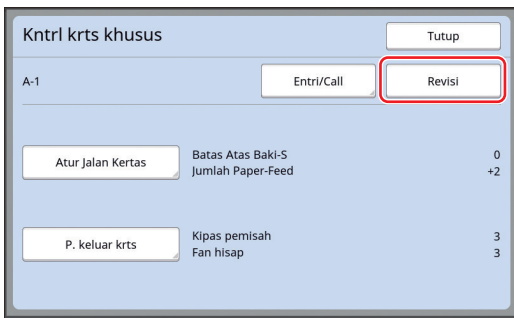 Kntrl krts khusus
Tutup
A-1
Entri/Call
Revisi
Atur Jalan Kertas
Batas Atas Baki-S 0
Jumlah Paper-Feed +2
P. keluar krts
Kipas pemisah 3
Fan hisap 3